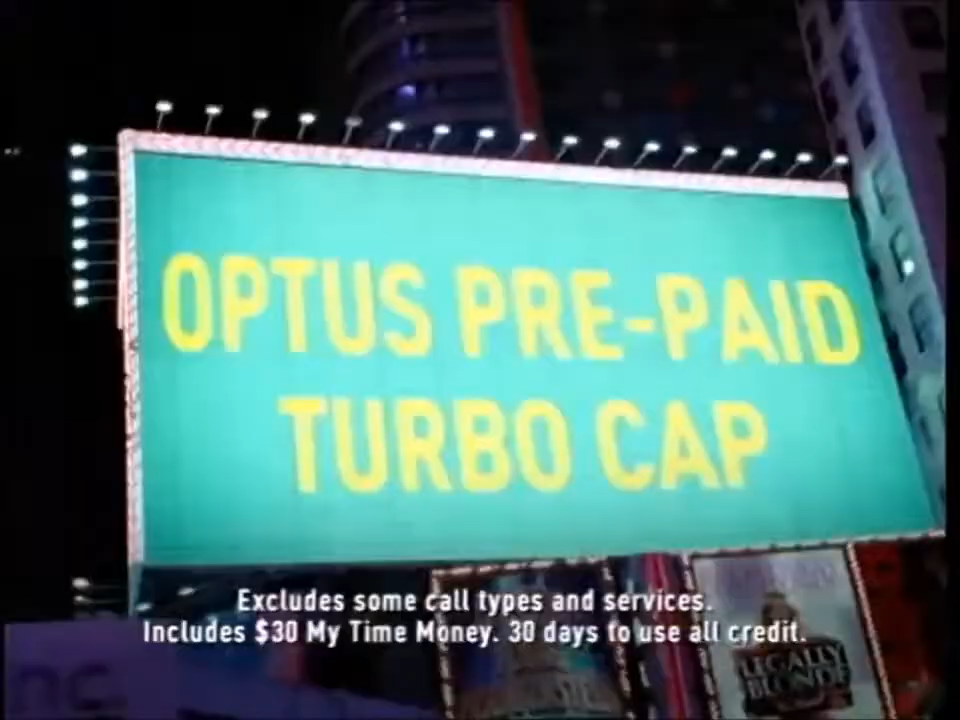 OPTUS PRE-PAID
TURBO CAP
Excludes some call types and services.
Includes $30 My Time Money. 30 days to use all credit.
LEGALLY
BLONDE
nc